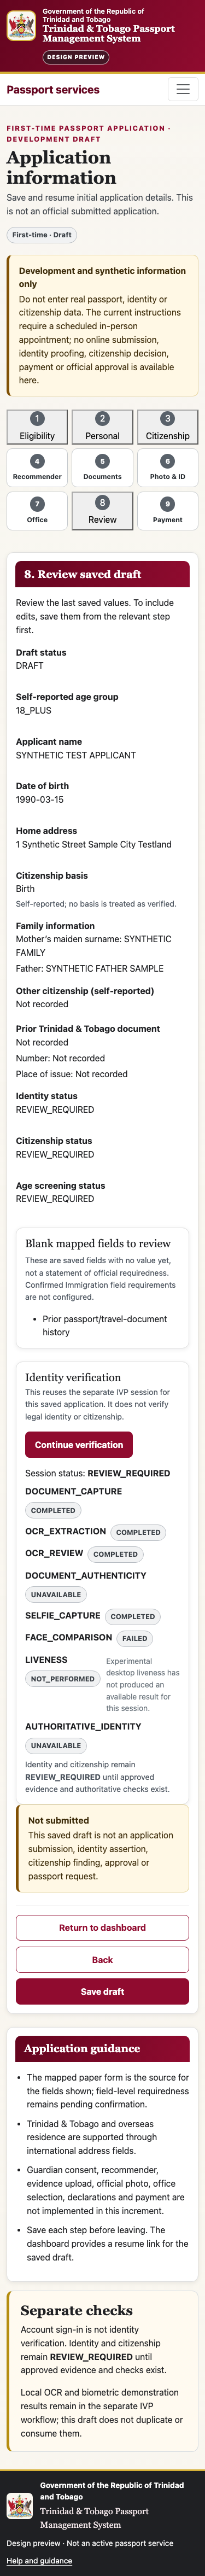 Government of the Republic of
Trinidad and Tobago
Trinidad & Tobago Passport
Management System
DESIGN PREVIEW
Passport services
FIRST-TIME PASSPORT APPLICATION ·
DEVELOPMENT DRAFT
Application
information
Save and resume initial application details. This
is not an official submitted application.
First-time · Draft
Development and synthetic information
only
Do not enter real passport, identity or
citizenship data. The current instructions
require a scheduled in-person
appointment; no online submission,
identity proofing, citizenship decision,
payment or official approval is available
here.
1
Eligibility
2
Personal
3
Citizenship
4
Recommender
5
Documents
6
Photo & ID
7
Office
8
Review
9
Payment
8. Review saved draft
Review the last saved values. To include
edits, save them from the relevant step
first.
Draft status
DRAFT
Self-reported age group
18_PLUS
Applicant name
SYNTHETIC TEST APPLICANT
Date of birth
1990-03-15
Home address
1 Synthetic Street Sample City Testland
Citizenship basis
Birth
Self-reported; no basis is treated as verified.
Family information
Mother's maiden surname: SYNTHETIC
FAMILY
Father: SYNTHETIC FATHER SAMPLE
Other citizenship (self-reported)
Not recorded
Prior Trinidad & Tobago document
Not recorded
Number: Not recorded
Place of issue: Not recorded
Identity status
REVIEW_REQUIRED
Citizenship status
REVIEW_REQUIRED
Age screening status
REVIEW_REQUIRED
Blank mapped fields to review
These are saved fields with no value yet,
not a statement of official requiredness.
Confirmed Immigration field requirements
are not configured.
• Prior passport/travel-document
history
Identity verification
This reuses the separate IVP session for
this saved application. It does not verify
legal identity or citizenship.
Continue verification
Session status: REVIEW_REQUIRED
DOCUMENT_CAPTURE
COMPLETED
OCR_EXTRACTION COMPLETED
OCR_REVIEW COMPLETED
DOCUMENT_AUTHENTICITY
UNAVAILABLE
SELFIE_CAPTURE COMPLETED
FACE_COMPARISON FAILED
LIVENESS
NOT_PERFORMED
Experimental
desktop liveness has
not produced an
available result for
this session.
AUTHORITATIVE_IDENTITY
UNAVAILABLE
Identity and citizenship remain
REVIEW_REQUIRED until approved
evidence and authoritative checks exist.
Not submitted
This saved draft is not an application
submission, identity assertion,
citizenship finding, approval or
passport request.
Return to dashboard
Back
Save draft
Application guidance
• The mapped paper form is the source for
the fields shown; field-level requiredness
remains pending confirmation.
• Trinidad & Tobago and overseas
residence are supported through
international address fields.
• Guardian consent, recommender,
evidence upload, official photo, office
selection, declarations and payment are
not implemented in this increment.
• Save each step before leaving. The
dashboard provides a resume link for the
saved draft.
Separate checks
Account sign-in is not identity
verification. Identity and citizenship
remain REVIEW_REQUIRED until
approved evidence and checks exist.
Local OCR and biometric demonstration
results remain in the separate IVP
workflow; this draft does not duplicate or
consume them.
Government of the Republic of Trinidad
and Tobago
Trinidad & Tobago Passport
Management System
Design preview · Not an active passport service
Help and guidance